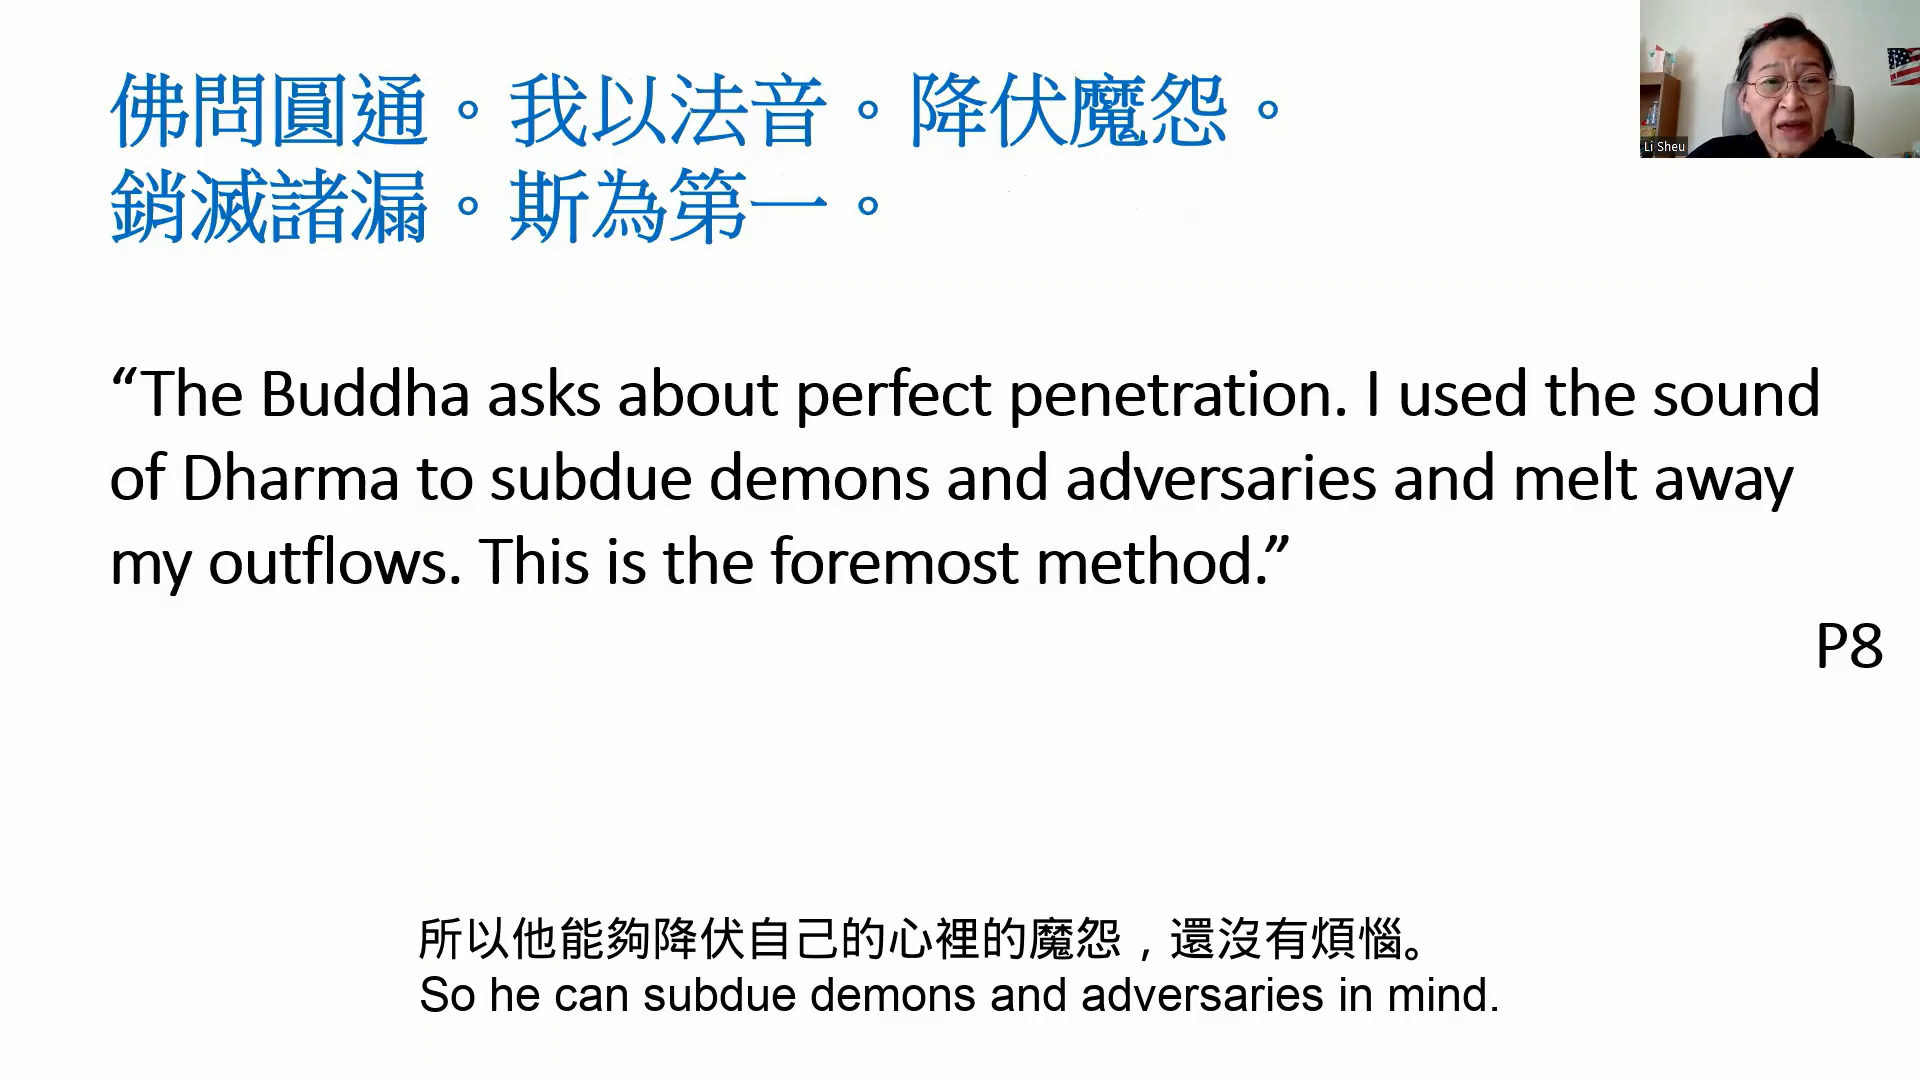 佛問圓通。我以法音。降伏魔怨。
銷滅諸漏。斯為第一。
“The Buddha asks about perfect penetration. I used the sound
of Dharma to subdue demons and adversaries and melt away
my outflows. This is the foremost method.”
P8
Li Sheu
所以他能夠降伏自己的心裡的魔怨，還沒有煩惱。
So he can subdue demons and adversaries in mind.